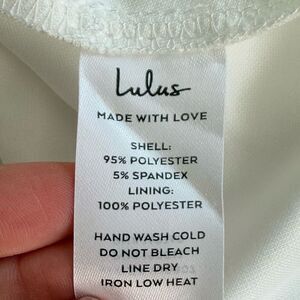 Lulus
MADE WITH LOVE
SHELL:
95% POLYESTER
5% SPANDEX
LINING:
100% POLYESTER
HAND WASH COLD
DO NOT BLEACH
LINE DRY
IRON LOW HEAT